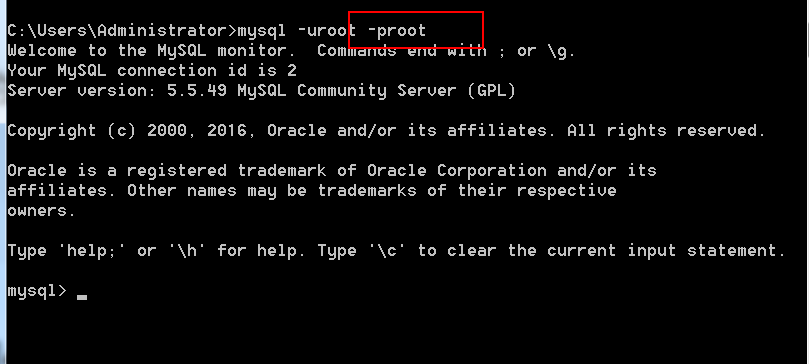 C:\Users\Administrator>mysql -uroot -proot
Welcome to the MySQL monitor.  Commands end with ; or \g.
Your MySQL connection id is 2
Server version: 5.5.49 MySQL Community Server (GPL)
Copyright (c) 2000, 2016, Oracle and/or its affiliates. All rights reserved.
Oracle is a registered trademark of Oracle Corporation and/or its
affiliates. Other names may be trademarks of their respective
owners.
Type 'help;' or '\h' for help. Type '\c' to clear the current input statement.
mysql> _